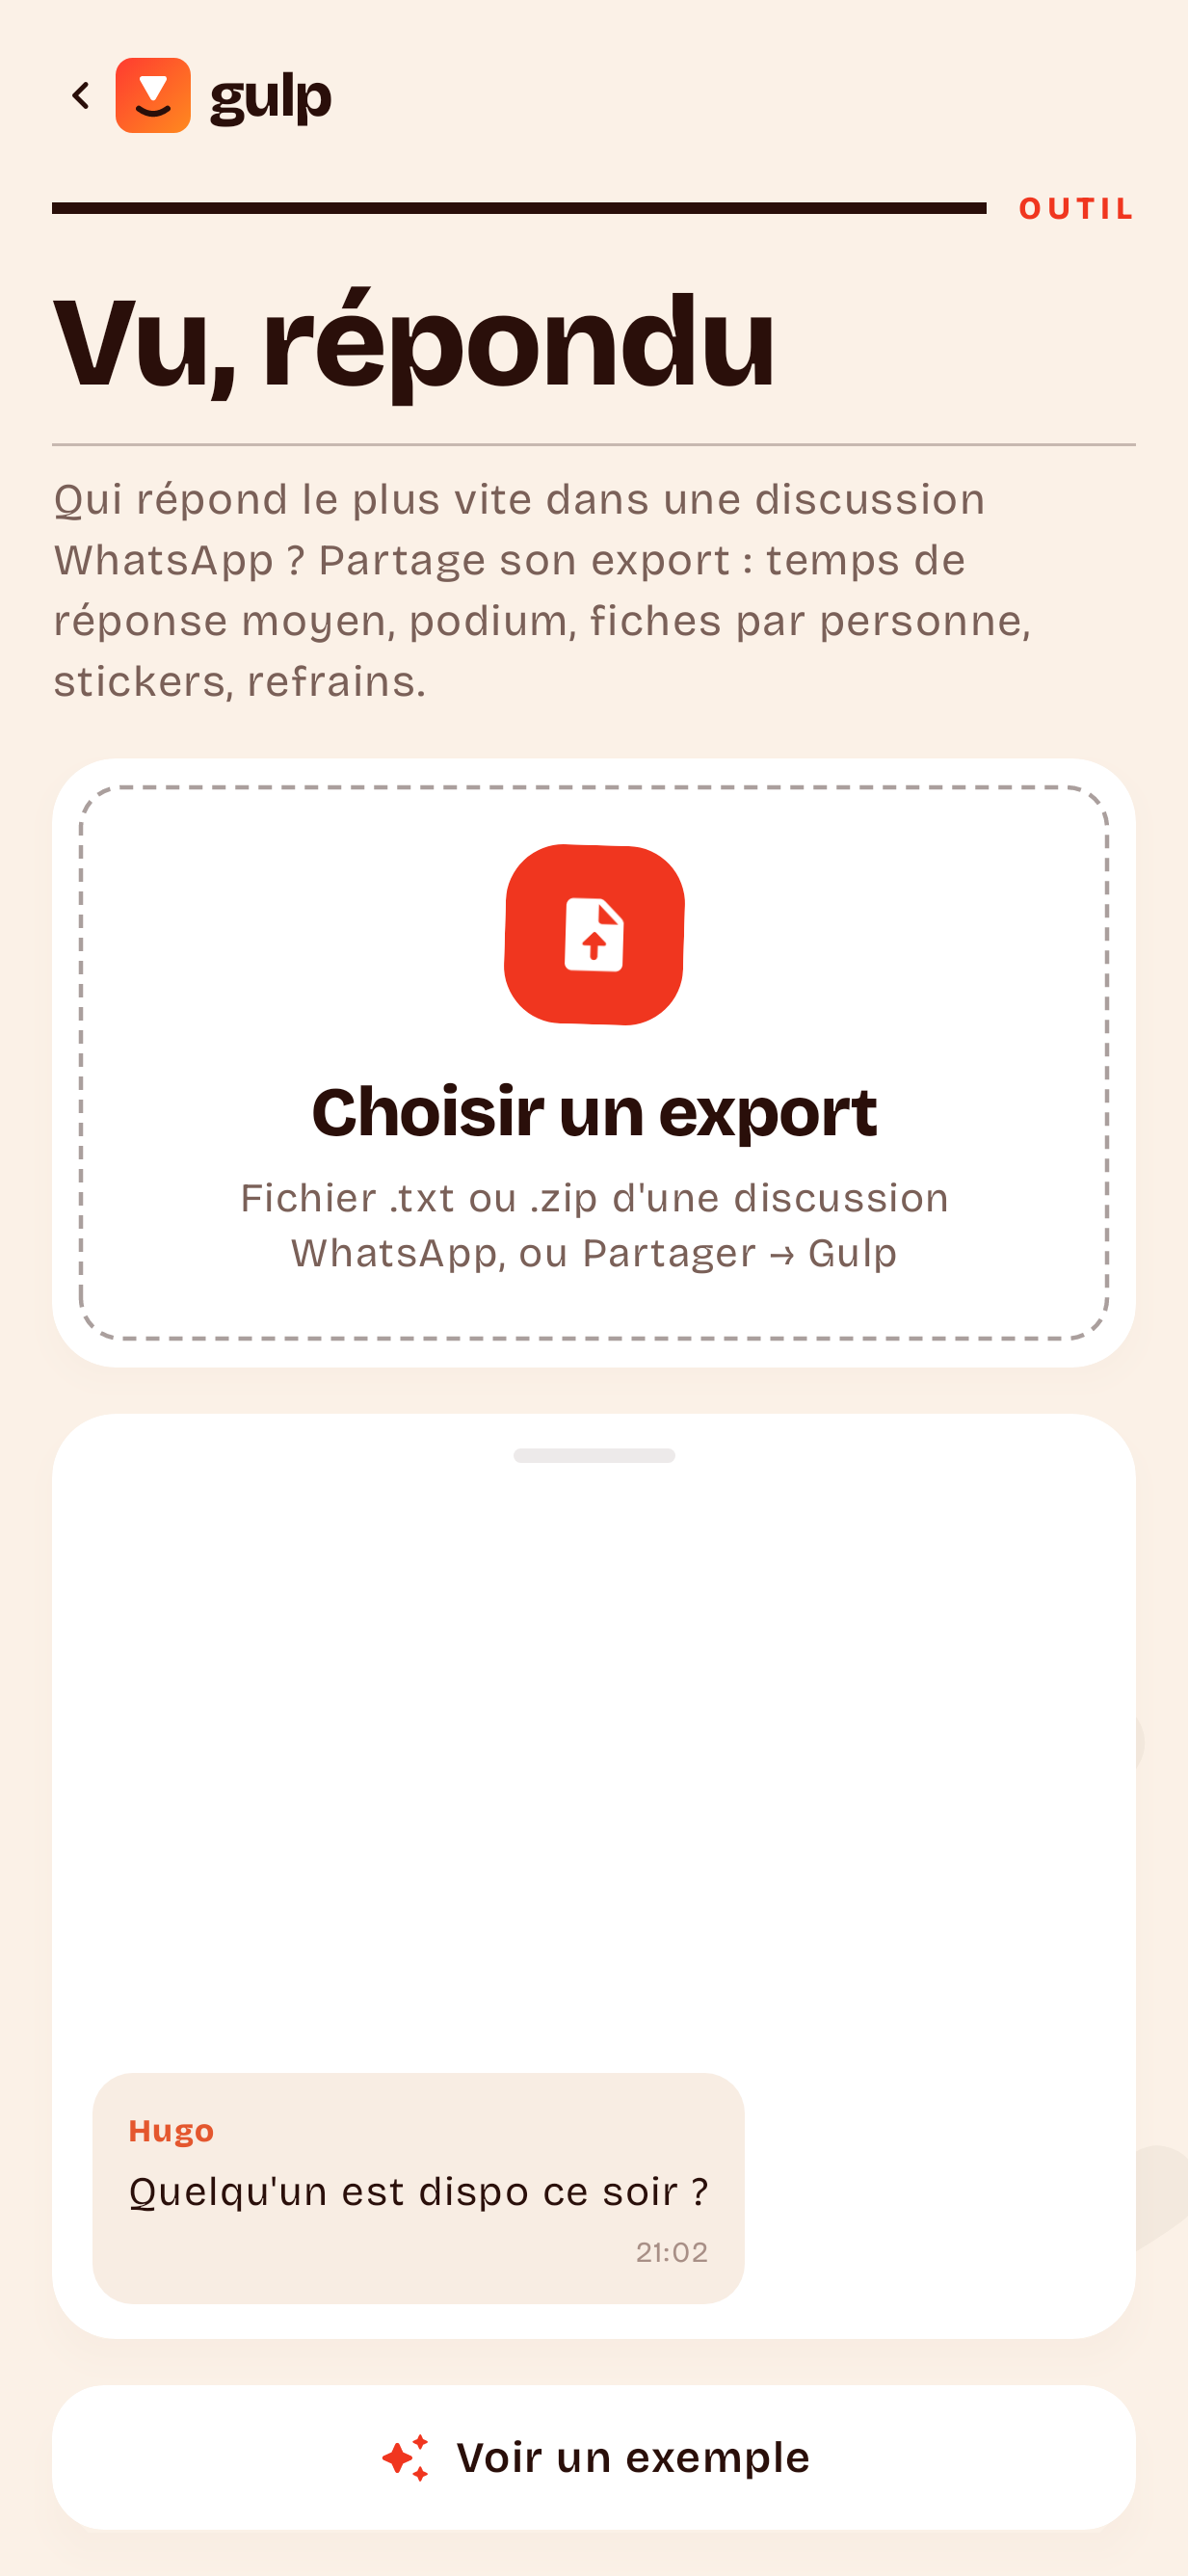 gulp
OUTIL
Vu, répondu
Qui répond le plus vite dans une discussion
WhatsApp ? Partage son export : temps de
réponse moyen, podium, fiches par personne,
stickers, refrains.
Choisir un export
Fichier .txt ou .zip d'une discussion
WhatsApp, ou Partager → Gulp
Hugo
Quelqu'un est dispo ce soir ?
21:02
Voir un exemple